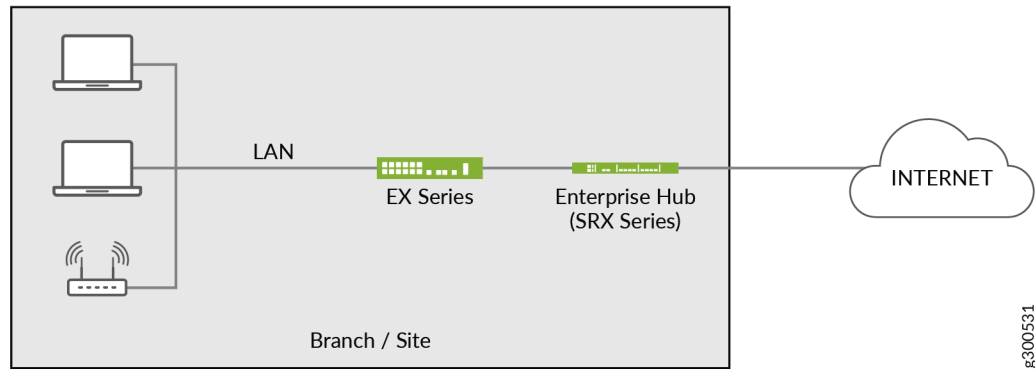 LAN
EX Series
Enterprise Hub
(SRX Series)
INTERNET
Branch / Site
g300531